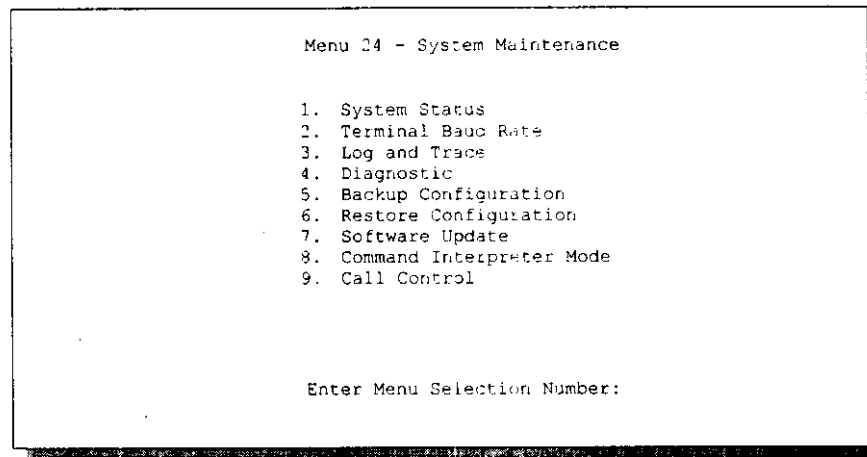 Menu 24 - System Maintenance
1. System Status
2. Terminal Baud Rate
3. Log and Trace
4. Diagnostic
5. Backup Configuration
6. Restore Configuration
7. Software Update
8. Command Interpreter Mode
9. Call Control
Enter Menu Selection Number: